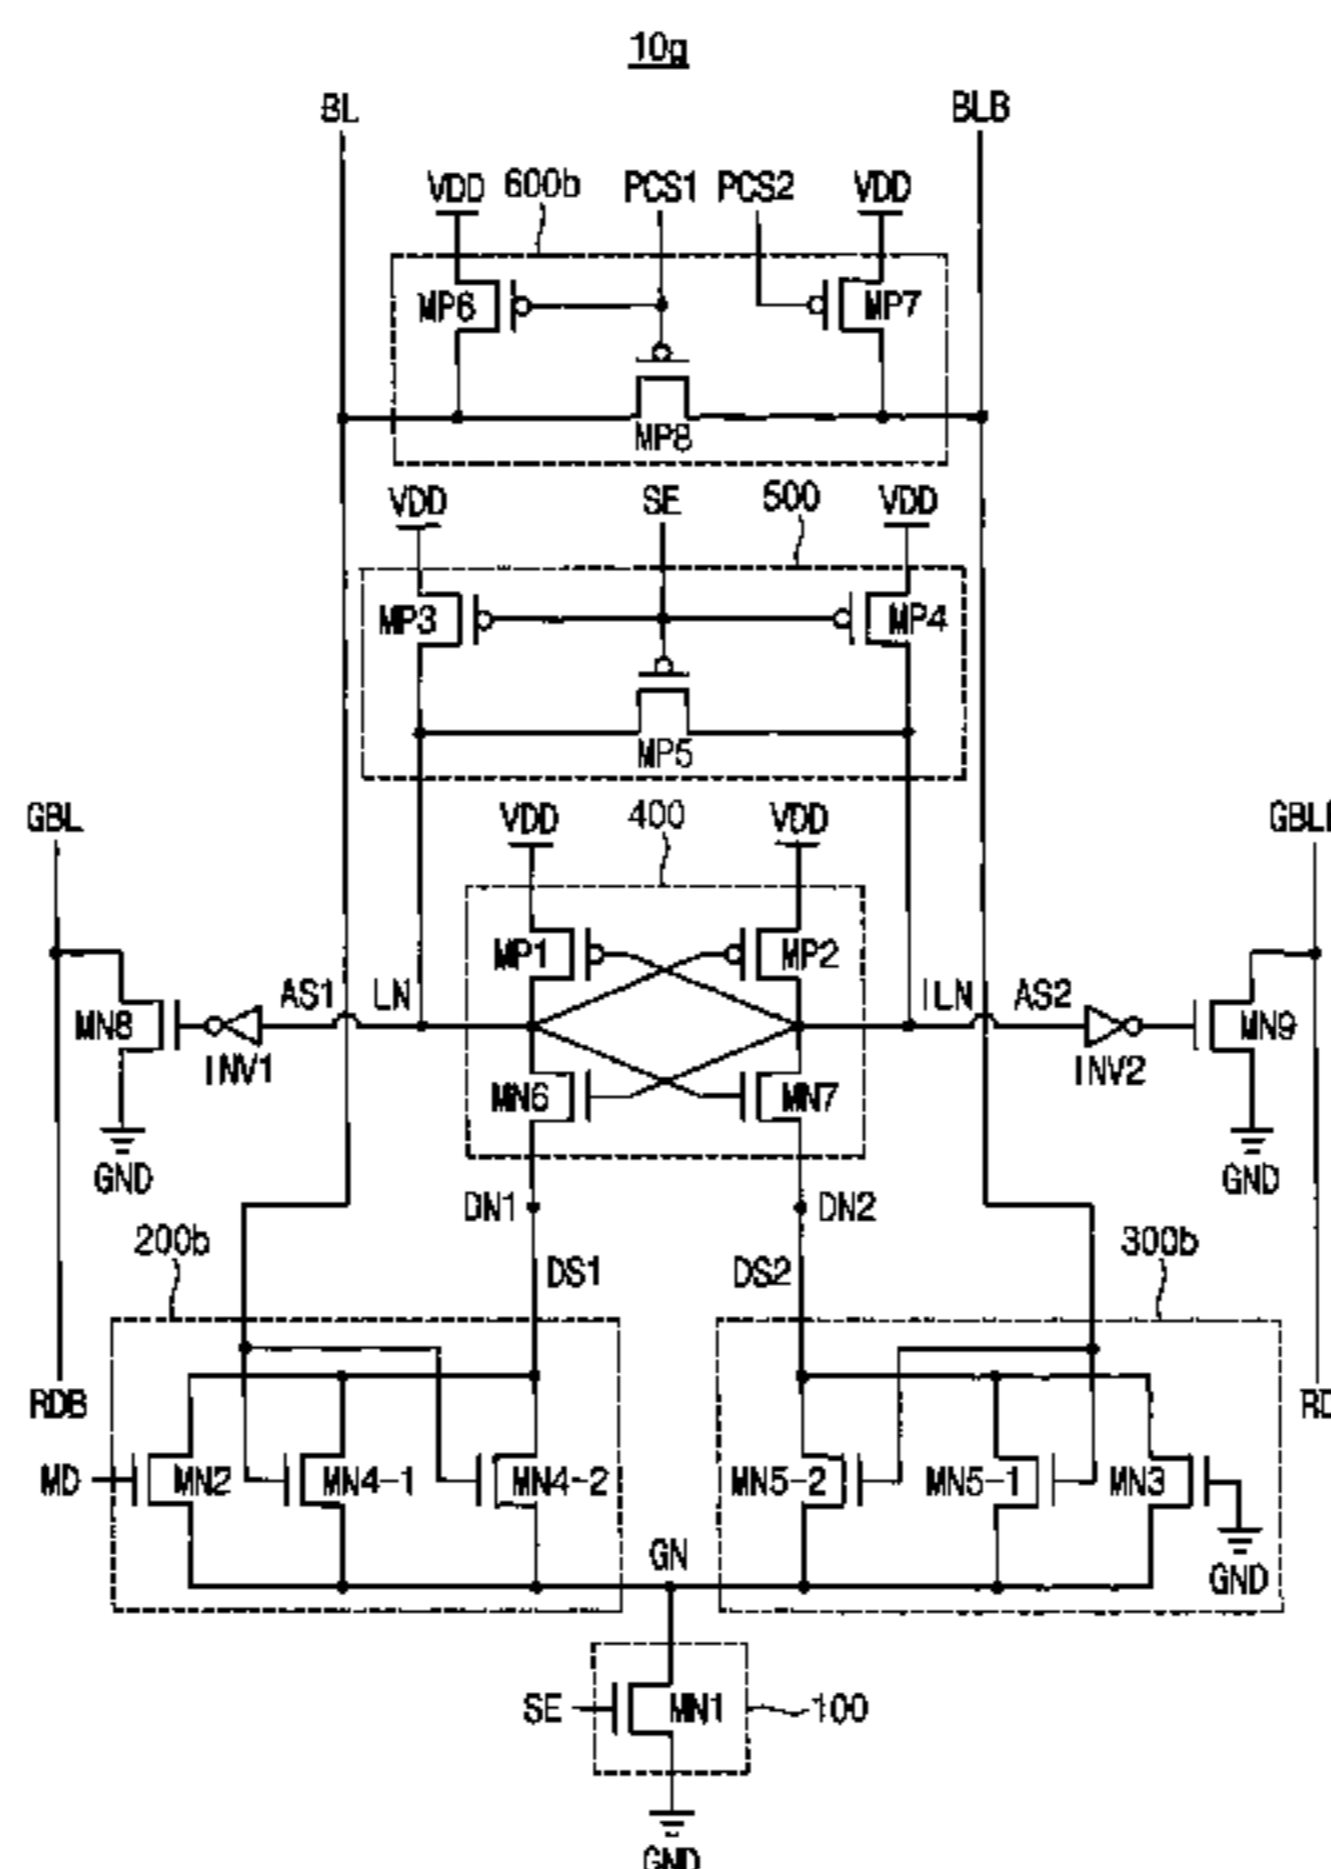 10g
BL BLB
VDD 600b PCS1 PCS2 VDD
MP6 MP7
MP8
VDD SE 500 VDD
MP3 MP4
MP5
GBL VDD 400 VDD
MP1 MP2
AS1 LN ILN AS2
MN8 MN9
INV1 MN6 MN7 INV2
GND GND
DN1 DN2
200b DS1 DS2 300b
RDB
MD MN2 MN4-1 MN4-2 MN5-2 MN5-1 MN3
GN GND
SE MN1 100
GND